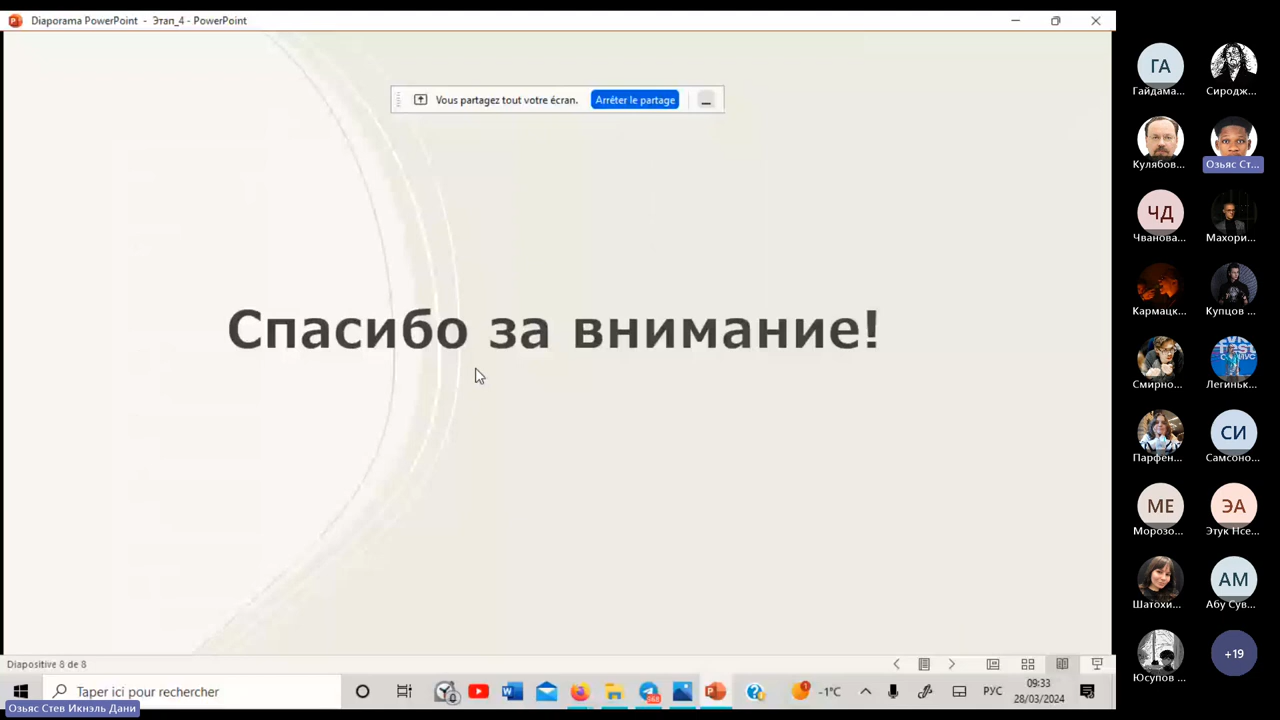 Diaporama PowerPoint - Этап_4 - PowerPoint
Vous partagez tout votre écran.
Arrêter le partage
Спасибо за внимание!
Diapositive 8 de 8
Taper ici pour rechercher
-1°C
РУС
09:33
28/03/2024
Озьяс Стев Икнэль Дани
ГА
Гайдама...
Сиродж...
Кулябов...
Озьяс Ст...
ЧД
Чванова...
Махори...
Кармацк...
Купцов ...
Смирно...
Легиньк...
Парфен...
СИ
Самсоно...
МЕ
Морозо...
ЭА
Этук Нсе...
Шатохи...
АМ
Абу Сув...
Юсупов ...
+19